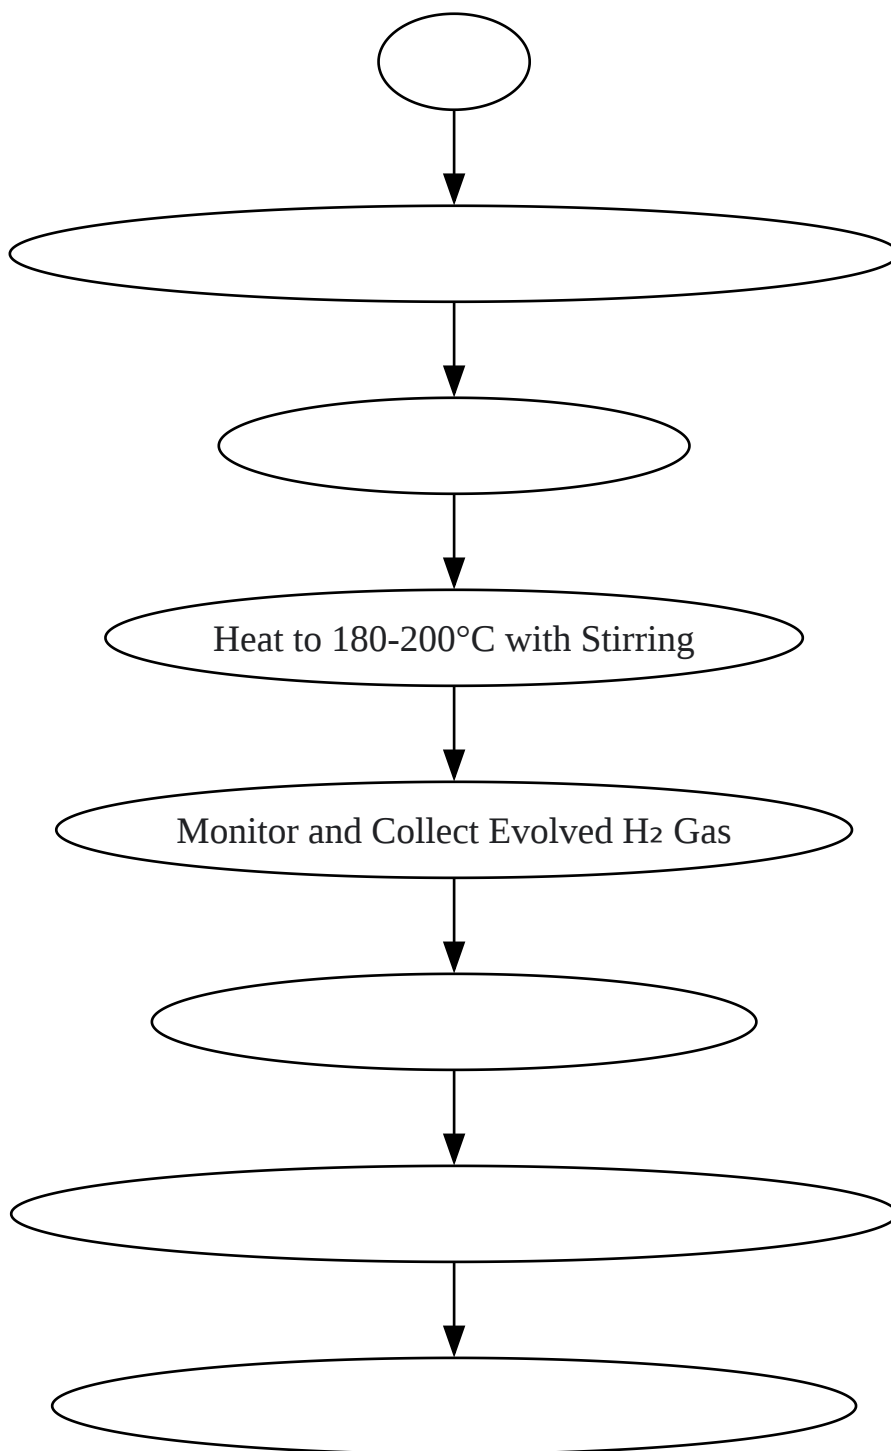 Heat to 180-200°C with Stirring
Monitor and Collect Evolved H₂ Gas